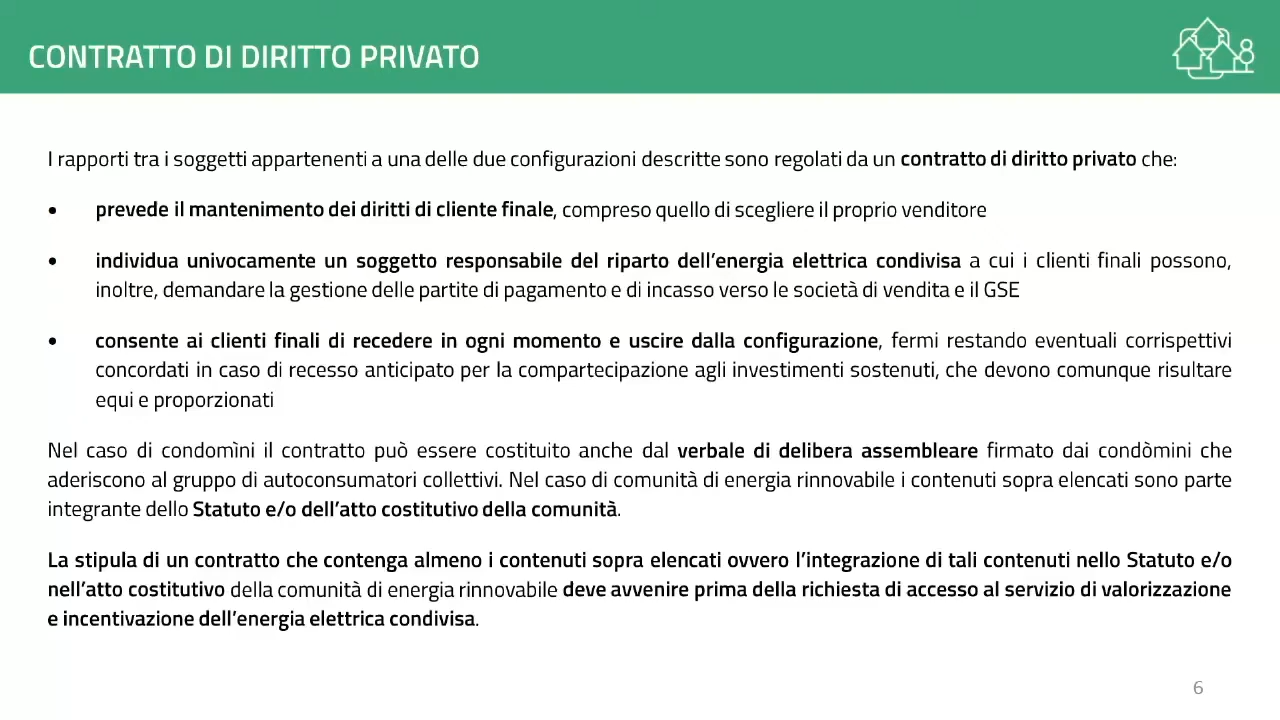 CONTRATTO DI DIRITTO PRIVATO
I rapporti tra i soggetti appartenenti a una delle due configurazioni descritte sono regolati da un contratto di diritto privato che:
• prevede il mantenimento dei diritti di cliente finale, compreso quello di scegliere il proprio venditore
• individua univocamente un soggetto responsabile del riparto dell’energia elettrica condivisa a cui i clienti finali possono,
inoltre, demandare la gestione delle partite di pagamento e di incasso verso le società di vendita e il GSE
• consente ai clienti finali di recedere in ogni momento e uscire dalla configurazione, fermi restando eventuali corrispettivi
concordati in caso di recesso anticipato per la compartecipazione agli investimenti sostenuti, che devono comunque risultare
equi e proporzionati
Nel caso di condomìni il contratto può essere costituito anche dal verbale di delibera assembleare firmato dai condòmini che
aderiscono al gruppo di autoconsumatori collettivi. Nel caso di comunità di energia rinnovabile i contenuti sopra elencati sono parte
integrante dello Statuto e/o dell’atto costitutivo della comunità.
La stipula di un contratto che contenga almeno i contenuti sopra elencati ovvero l’integrazione di tali contenuti nello Statuto e/o
nell’atto costitutivo della comunità di energia rinnovabile deve avvenire prima della richiesta di accesso al servizio di valorizzazione
e incentivazione dell’energia elettrica condivisa.
6